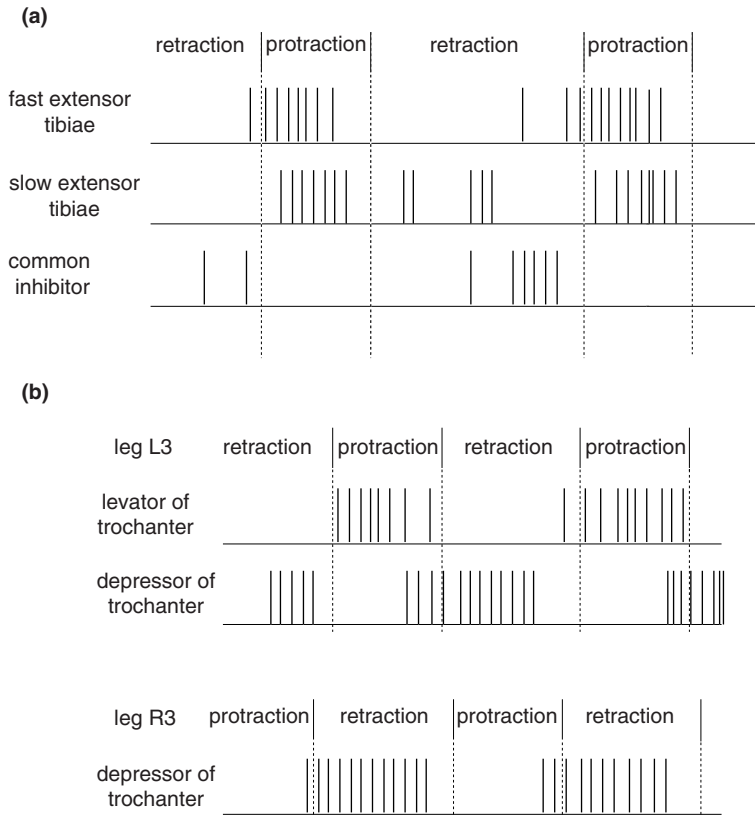 (a)
retraction protraction retraction protraction
fast extensor
tibiae
slow extensor
tibiae
common
inhibitor
(b)
leg L3 retraction protraction retraction protraction
levator of
trochanter
depressor of
trochanter
leg R3 protraction retraction protraction retraction
depressor of
trochanter